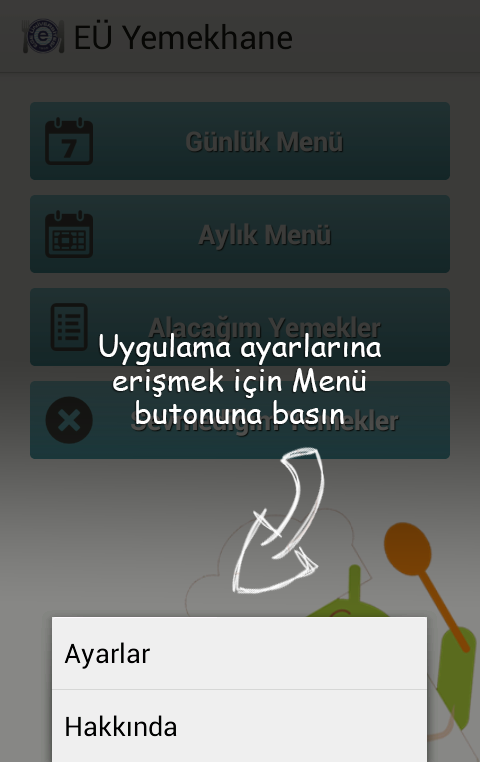 EÜ Yemekhane
7
Günlük Menü
Aylık Menü
Alacağım Yemekler
Uygulama ayarlarına
erişmek için Menü
butonuna basın
Sevmediğim Yemekler
Ayarlar
Hakkında